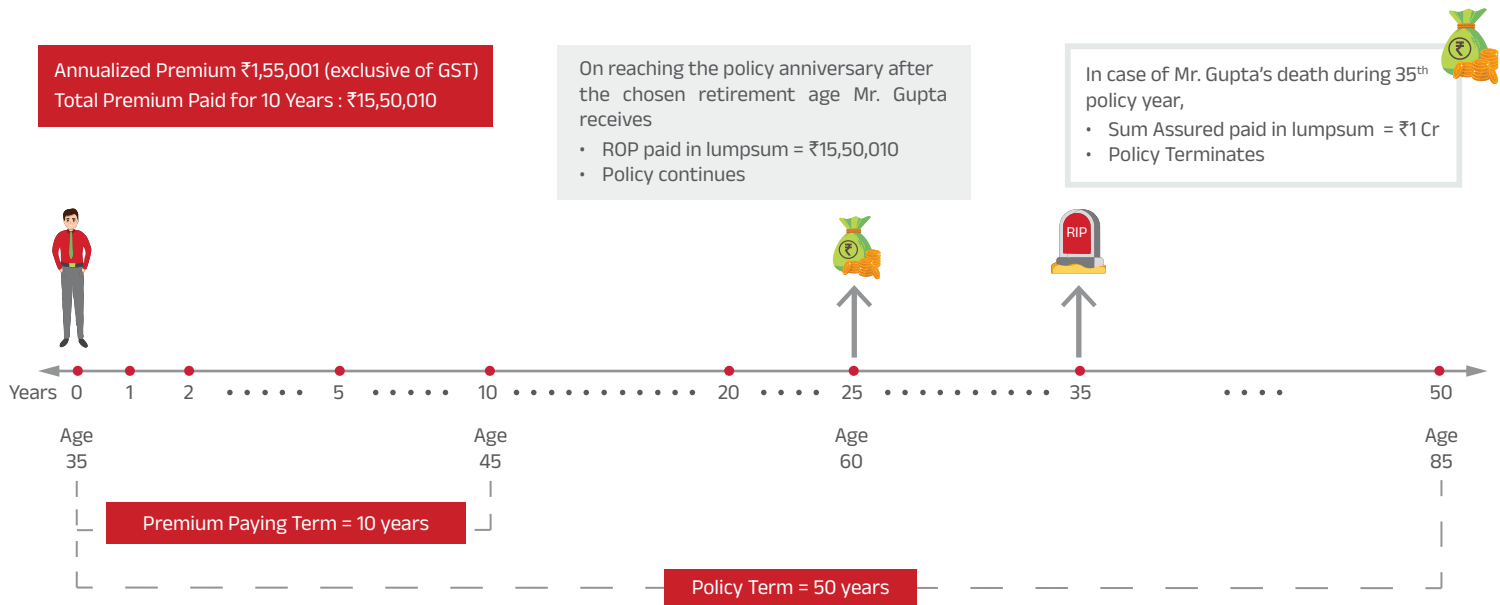 Annualized Premium ₹1,55,001 (exclusive of GST)
Total Premium Paid for 10 Years : ₹15,50,010
On reaching the policy anniversary after
the chosen retirement age Mr. Gupta
receives
• ROP paid in lumpsum = ₹15,50,010
• Policy continues
₹
In case of Mr. Gupta's death during 35th
policy year,
• Sum Assured paid in lumpsum = ₹1 Cr
• Policy Terminates
₹
RIP
Years 0 1 2 ..... 5 ..... 10 ............. 20 .... 25 ........... 35 .... 50
Age Age Age Age
35 45 60 85
Premium Paying Term = 10 years
Policy Term = 50 years